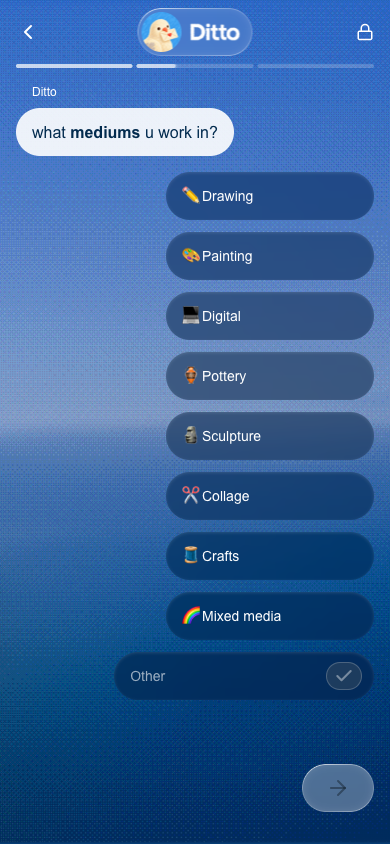 Ditto
Ditto
what mediums u work in?
Drawing
Painting
Digital
Pottery
Sculpture
Collage
Crafts
Mixed media
Other